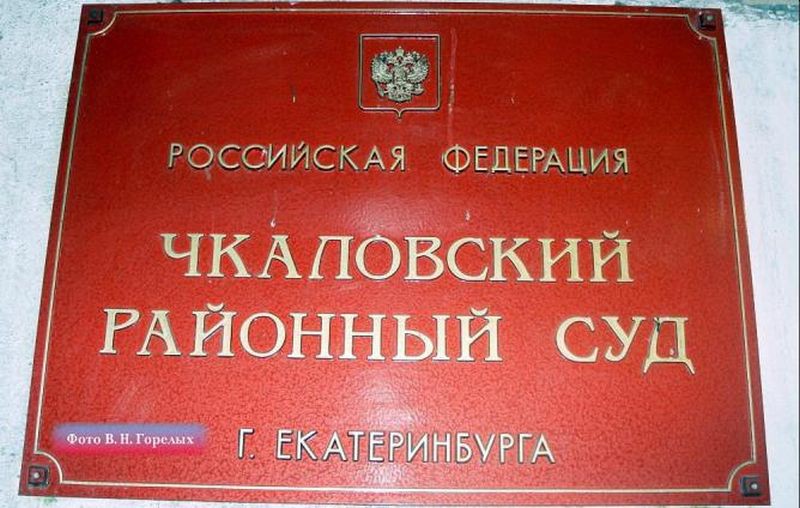 РОССИЙСКАЯ ФЕДЕРАЦИЯ
ЧКАЛОВСКИЙ
РАЙОННЫЙ СУД
Фото В. Н. Горелых
Г. ЕКАТЕРИНБУРГА